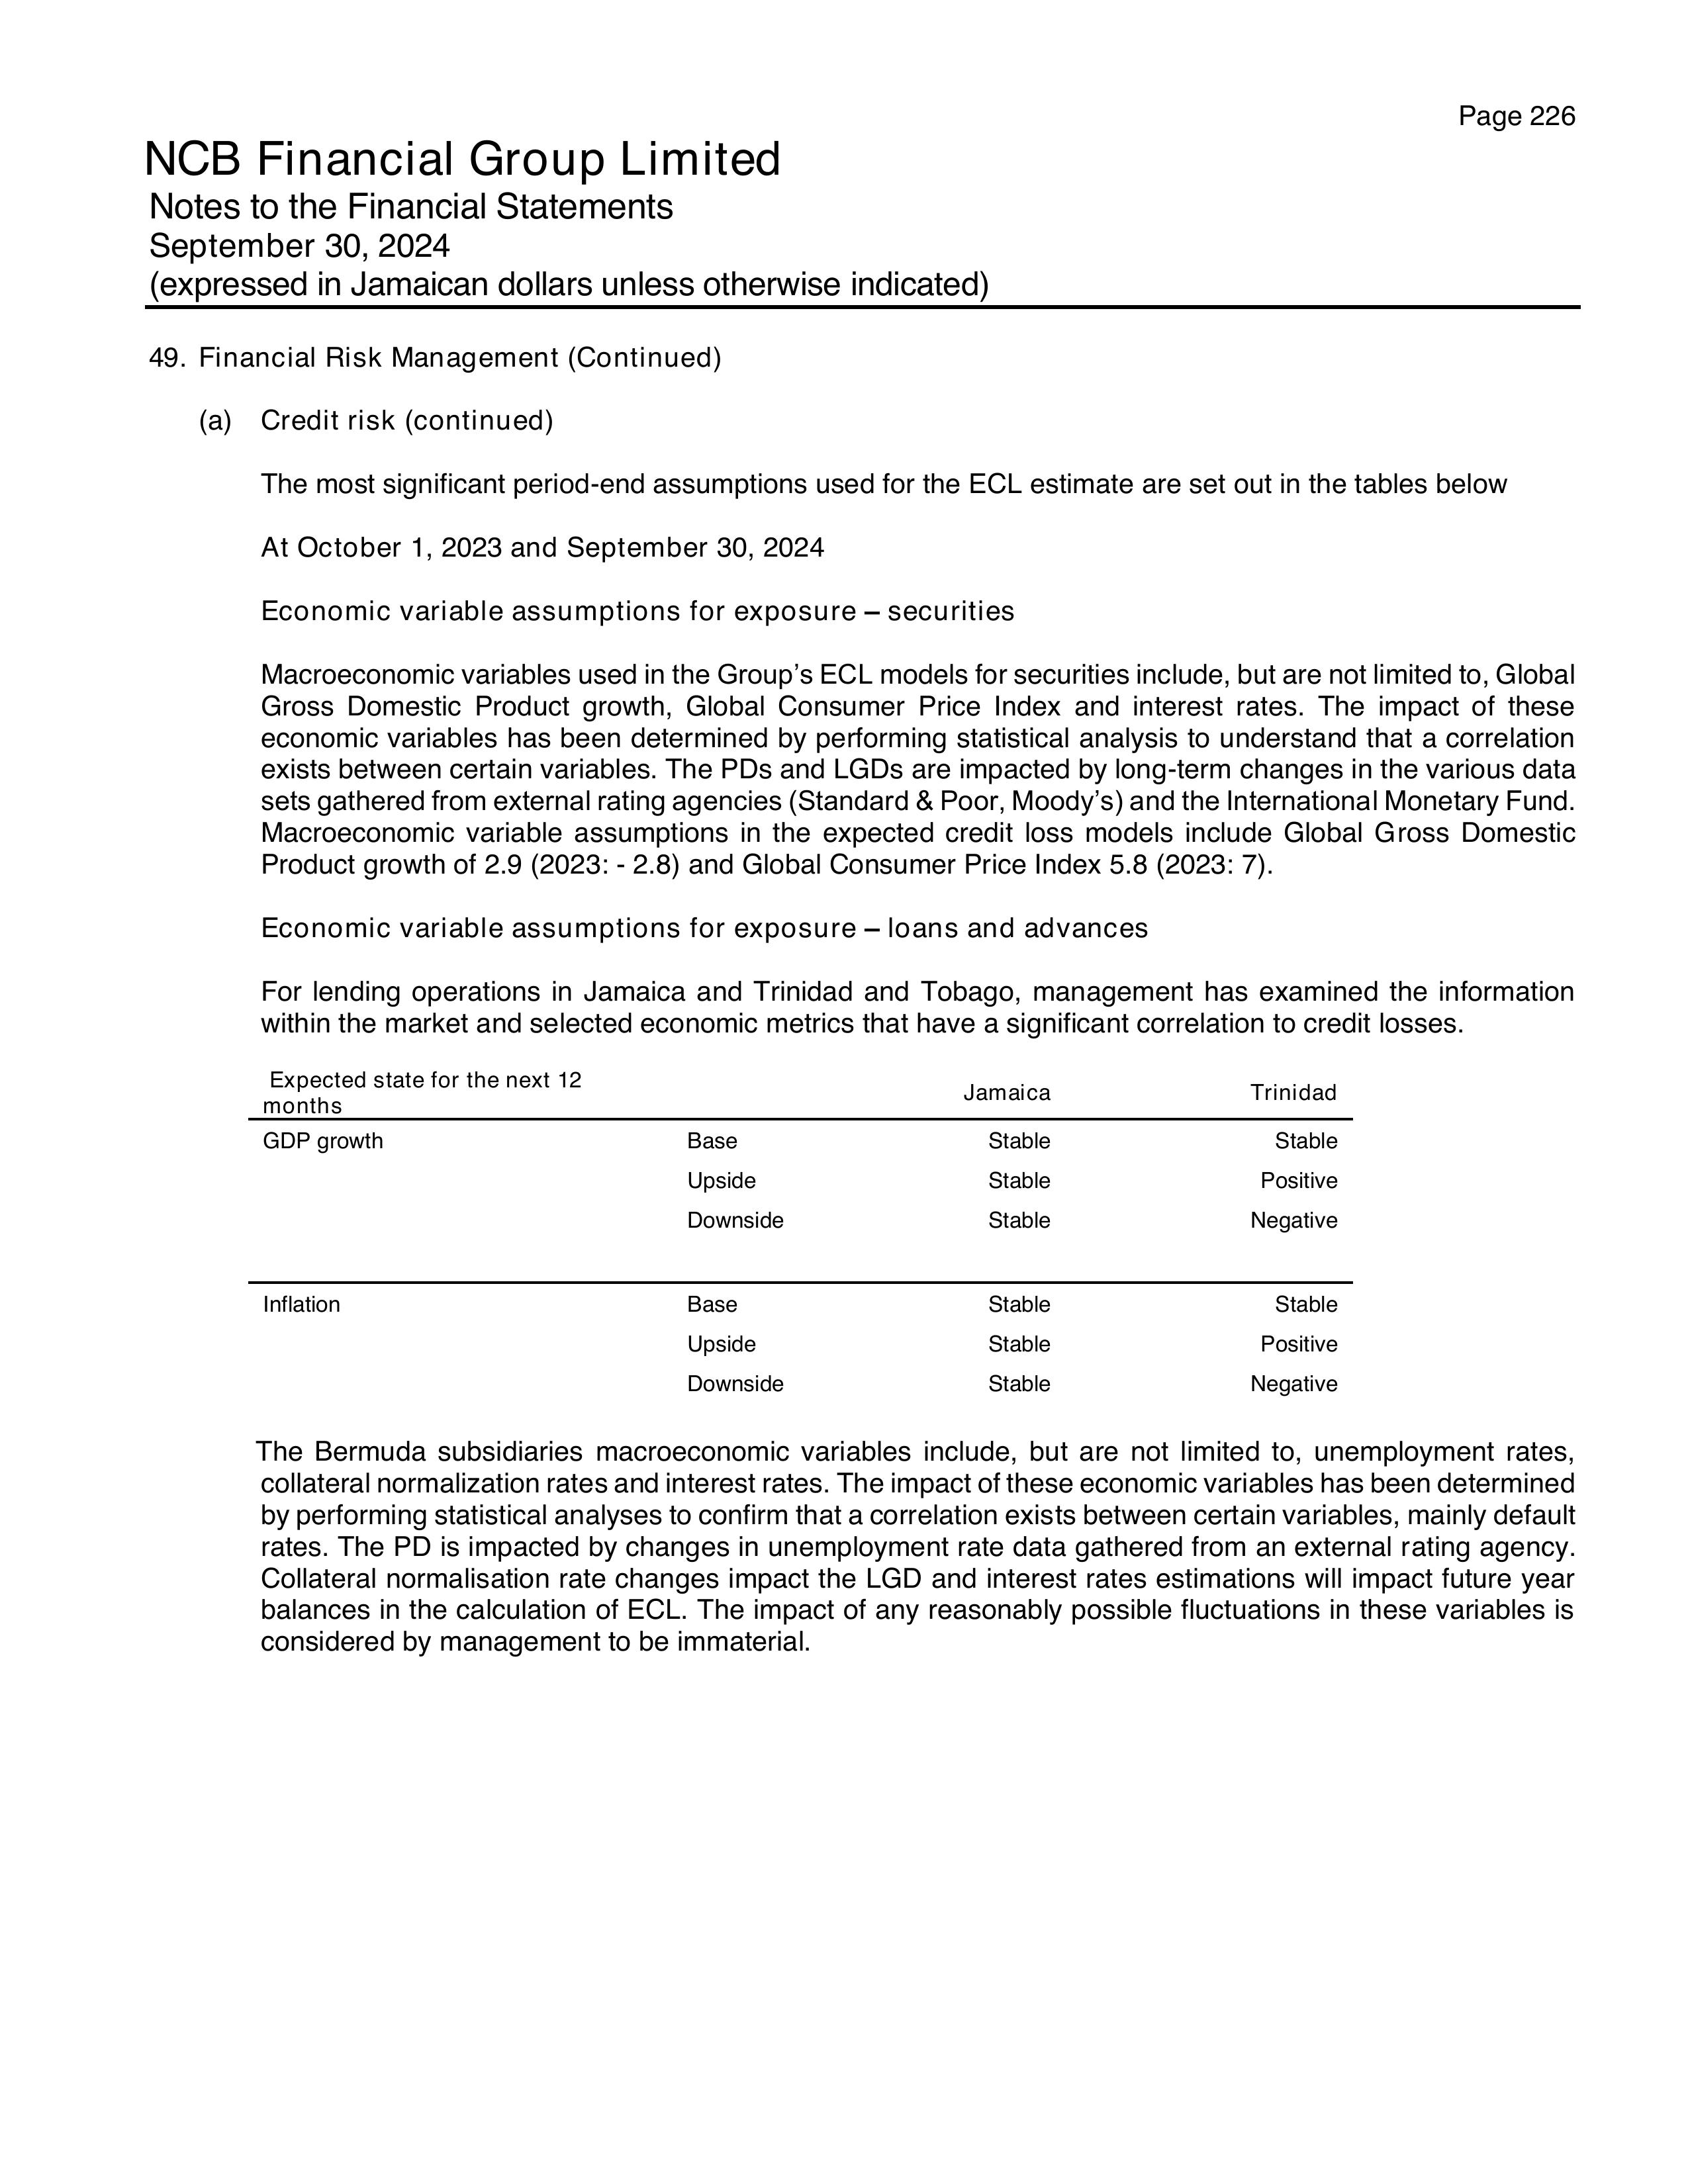 Page 226
NCB Financial Group Limited
Notes to the Financial Statements
September 30, 2024
(expressed in Jamaican dollars unless otherwise indicated)
49. Financial Risk Management (Continued)
(a) Credit risk (continued)
The most significant period-end assumptions used for the ECL estimate are set out in the tables below
At October 1, 2023 and September 30, 2024
Economic variable assumptions for exposure – securities
Macroeconomic variables used in the Group’s ECL models for securities include, but are not limited to, Global
Gross Domestic Product growth, Global Consumer Price Index and interest rates. The impact of these
economic variables has been determined by performing statistical analysis to understand that a correlation
exists between certain variables. The PDs and LGDs are impacted by long-term changes in the various data
sets gathered from external rating agencies (Standard & Poor, Moody’s) and the International Monetary Fund.
Macroeconomic variable assumptions in the expected credit loss models include Global Gross Domestic
Product growth of 2.9 (2023: - 2.8) and Global Consumer Price Index 5.8 (2023: 7).
Economic variable assumptions for exposure – loans and advances
For lending operations in Jamaica and Trinidad and Tobago, management has examined the information
within the market and selected economic metrics that have a significant correlation to credit losses.
Expected state for the next 12
months Jamaica Trinidad
GDP growth Base Stable Stable
Upside Stable Positive
Downside Stable Negative
Inflation Base Stable Stable
Upside Stable Positive
Downside Stable Negative
The Bermuda subsidiaries macroeconomic variables include, but are not limited to, unemployment rates,
collateral normalization rates and interest rates. The impact of these economic variables has been determined
by performing statistical analyses to confirm that a correlation exists between certain variables, mainly default
rates. The PD is impacted by changes in unemployment rate data gathered from an external rating agency.
Collateral normalisation rate changes impact the LGD and interest rates estimations will impact future year
balances in the calculation of ECL. The impact of any reasonably possible fluctuations in these variables is
considered by management to be immaterial.